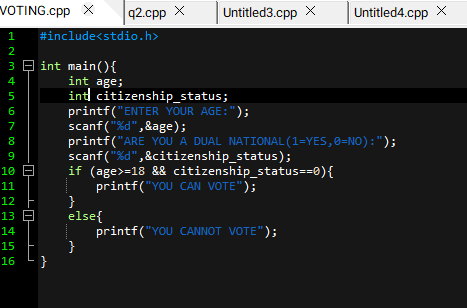 VOTING.cpp q2.cpp Untitled3.cpp Untitled4.cpp
1 #include<stdio.h>
2
3 int main(){
4 int age;
5 int citizenship_status;
6 printf("ENTER YOUR AGE:");
7 scanf("%d",&age);
8 printf("ARE YOU A DUAL NATIONAL(1=YES,0=NO):");
9 scanf("%d",&citizenship_status);
10 if (age>=18 && citizenship_status==0){
11 printf("YOU CAN VOTE");
12 }
13 else{
14 printf("YOU CANNOT VOTE");
15 }
16 }